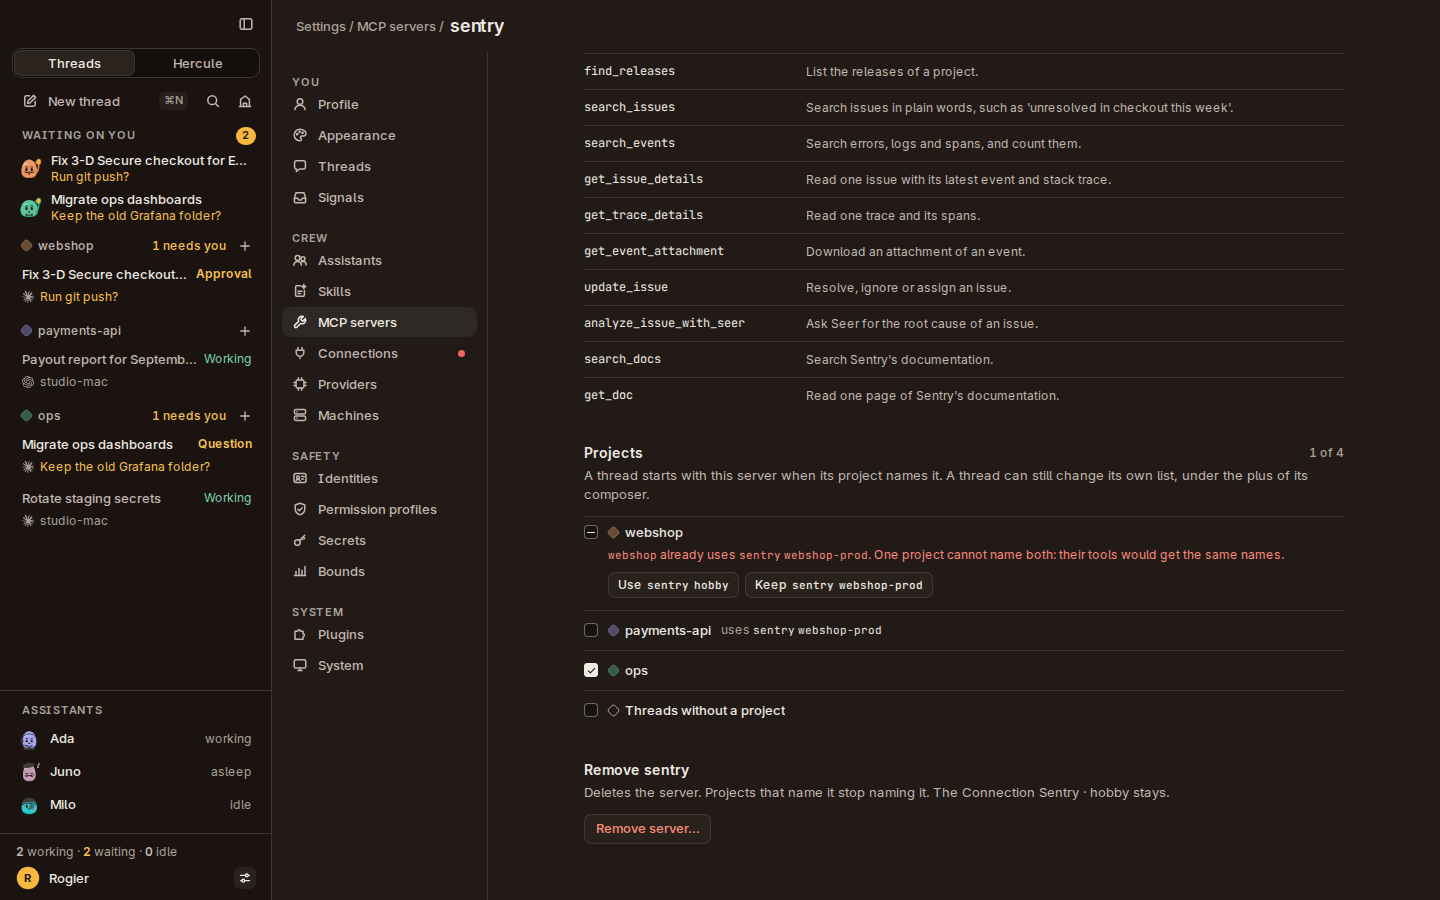 Threads
Hercule
New thread
⌘N
WAITING ON YOU
2
Fix 3-D Secure checkout for E...
Run git push?
Migrate ops dashboards
Keep the old Grafana folder?
webshop
1 needs you
Fix 3-D Secure checkout...
Approval
Run git push?
payments-api
Payout report for Septemb...
Working
studio-mac
ops
1 needs you
Migrate ops dashboards
Question
Keep the old Grafana folder?
Rotate staging secrets
Working
studio-mac
ASSISTANTS
Ada
working
Juno
asleep
Milo
idle
2 working · 2 waiting · 0 idle
R
Rogier
Settings / MCP servers / sentry
YOU
Profile
Appearance
Threads
Signals
CREW
Assistants
Skills
MCP servers
Connections
Providers
Machines
SAFETY
Identities
Permission profiles
Secrets
Bounds
SYSTEM
Plugins
System
find_releases
List the releases of a project.
search_issues
Search issues in plain words, such as 'unresolved in checkout this week'.
search_events
Search errors, logs and spans, and count them.
get_issue_details
Read one issue with its latest event and stack trace.
get_trace_details
Read one trace and its spans.
get_event_attachment
Download an attachment of an event.
update_issue
Resolve, ignore or assign an issue.
analyze_issue_with_seer
Ask Seer for the root cause of an issue.
search_docs
Search Sentry's documentation.
get_doc
Read one page of Sentry's documentation.
Projects
1 of 4
A thread starts with this server when its project names it. A thread can still change its own list, under the plus of its
composer.
webshop
webshop already uses sentry webshop-prod. One project cannot name both: their tools would get the same names.
Use sentry hobby
Keep sentry webshop-prod
payments-api
uses sentry webshop-prod
ops
Threads without a project
Remove sentry
Deletes the server. Projects that name it stop naming it. The Connection Sentry · hobby stays.
Remove server...